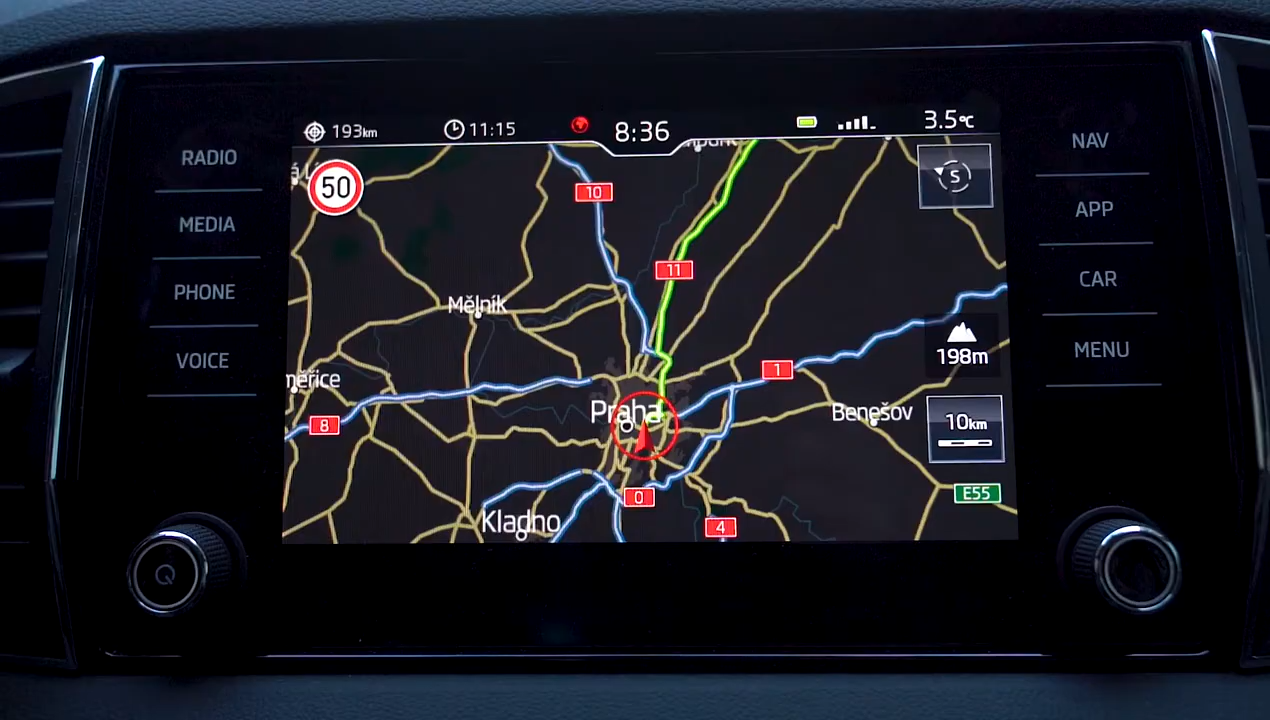 193km
11:15
8:36
3.5°C
RADIO
MEDIA
PHONE
VOICE
NAV
APP
CAR
MENU
50
10
S
11
Mělník
198m
1
8
Praha
Benešov
10km
0
E55
Kladno
4